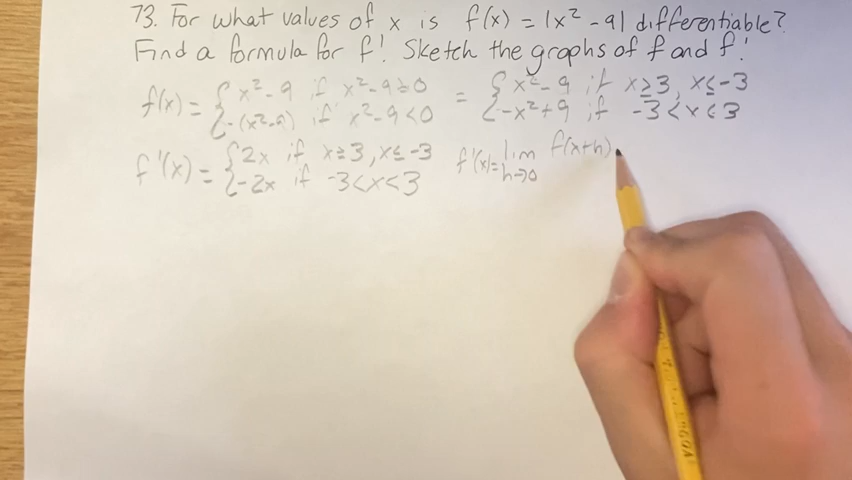 73. For what values of x is f(x) = |x² - 9| differentiable?
Find a formula for f'. Sketch the graphs of f and f'.
f(x) = { x² - 9 if x² - 9 ≥ 0 = { x² - 9 if x ≥ 3, x ≤ -3
{ -(x² - 9) if x² - 9 < 0 { -x² + 9 if -3 < x < 3
f'(x) = { 2x if x ≥ 3, x ≤ -3 f'(x) = lim h→0 f(x+h)
{ -2x if -3 < x < 3